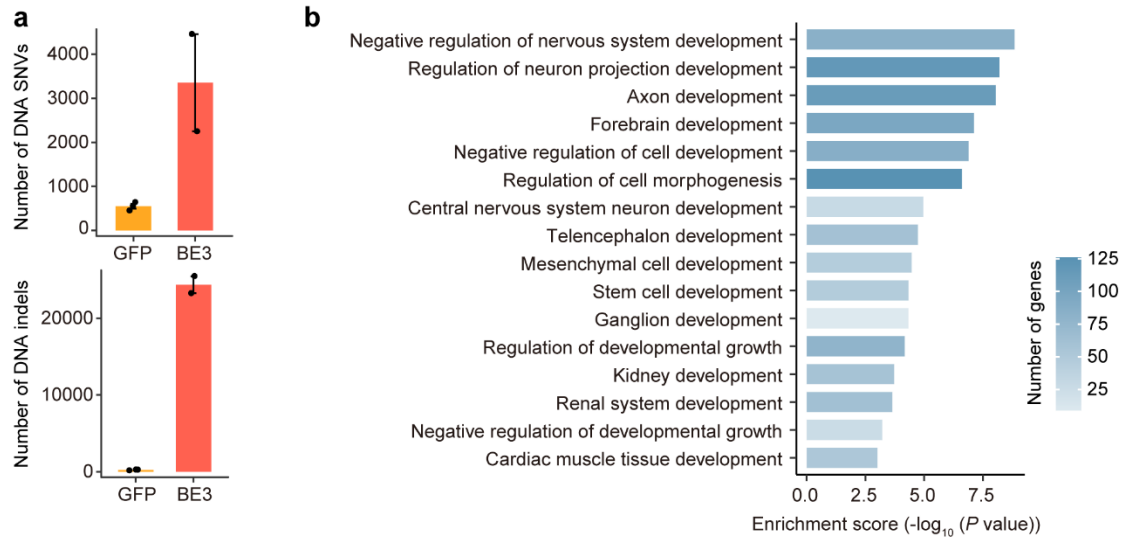 a
Number of DNA SNVs
4000
3000
2000
1000
0
GFP
BE3
Number of DNA indels
20000
10000
0
GFP
BE3
b
Negative regulation of nervous system development
Regulation of neuron projection development
Axon development
Forebrain development
Negative regulation of cell development
Regulation of cell morphogenesis
Central nervous system neuron development
Telencephalon development
Mesenchymal cell development
Stem cell development
Ganglion development
Regulation of developmental growth
Kidney development
Renal system development
Negative regulation of developmental growth
Cardiac muscle tissue development
0.0 2.5 5.0 7.5
Enrichment score (-log₁₀ (P value))
Number of genes
125
100
75
50
25